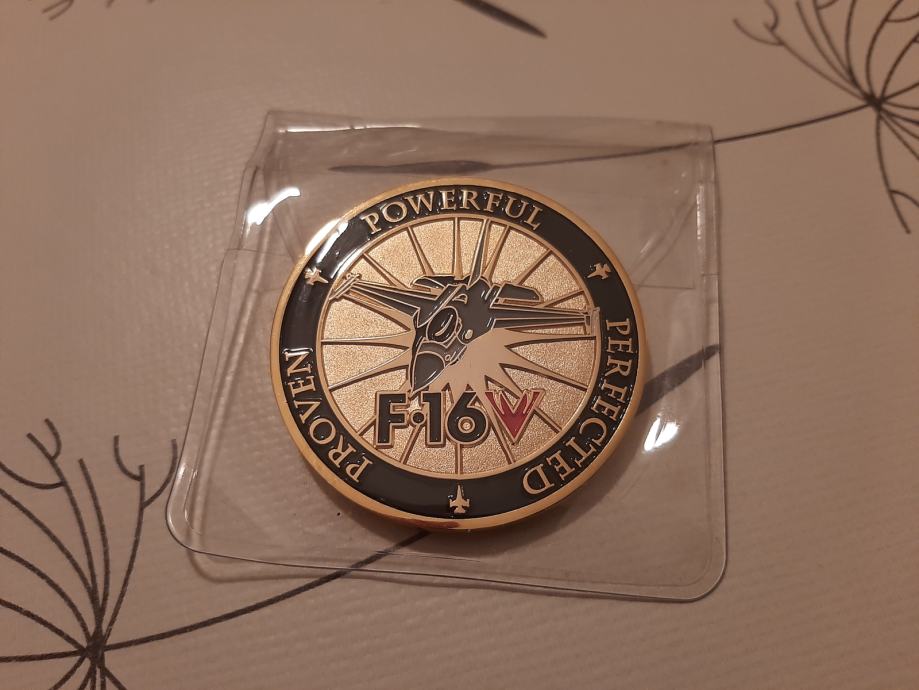 POWERFUL
PERFECTED
PROVEN
F-16V